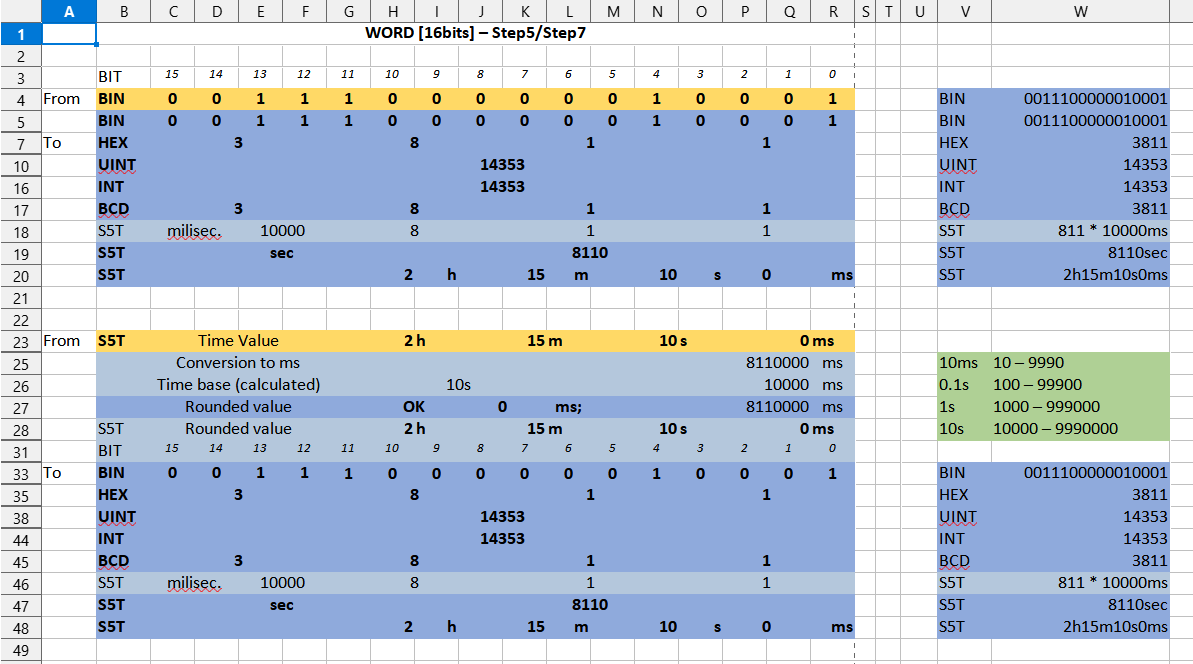 A B C D E F G H I J K L M N O P Q R S T U V W
1 WORD [16bits] – Step5/Step7
2
3 BIT 15 14 13 12 11 10 9 8 7 6 5 4 3 2 1 0
4 From BIN 0 0 1 1 1 0 0 0 0 0 0 1 0 0 0 1 BIN 0011100000010001
5 BIN 0 0 1 1 1 0 0 0 0 0 0 1 0 0 0 1 BIN 0011100000010001
7 To HEX 3 8 1 1 HEX 3811
10 UINT 14353 UINT 14353
16 INT 14353 INT 14353
17 BCD 3 8 1 1 BCD 3811
18 S5T milisec. 10000 8 1 1 S5T 811 * 10000ms
19 S5T sec 8110 S5T 8110sec
20 S5T 2 h 15 m 10 s 0 ms S5T 2h15m10s0ms
21
22
23 From S5T Time Value 2 h 15 m 10 s 0 ms
25 Conversion to ms 8110000 ms 10ms 10 – 9990
26 Time base (calculated) 10s 10000 ms 0.1s 100 – 99900
27 Rounded value OK 0 ms; 8110000 ms 1s 1000 – 999000
28 S5T Rounded value 2 h 15 m 10 s 0 ms 10s 10000 – 9990000
31 BIT 15 14 13 12 11 10 9 8 7 6 5 4 3 2 1 0
33 To BIN 0 0 1 1 1 0 0 0 0 0 0 1 0 0 0 1 BIN 0011100000010001
35 HEX 3 8 1 1 HEX 3811
38 UINT 14353 UINT 14353
44 INT 14353 INT 14353
45 BCD 3 8 1 1 BCD 3811
46 S5T milisec. 10000 8 1 1 S5T 811 * 10000ms
47 S5T sec 8110 S5T 8110sec
48 S5T 2 h 15 m 10 s 0 ms S5T 2h15m10s0ms
49